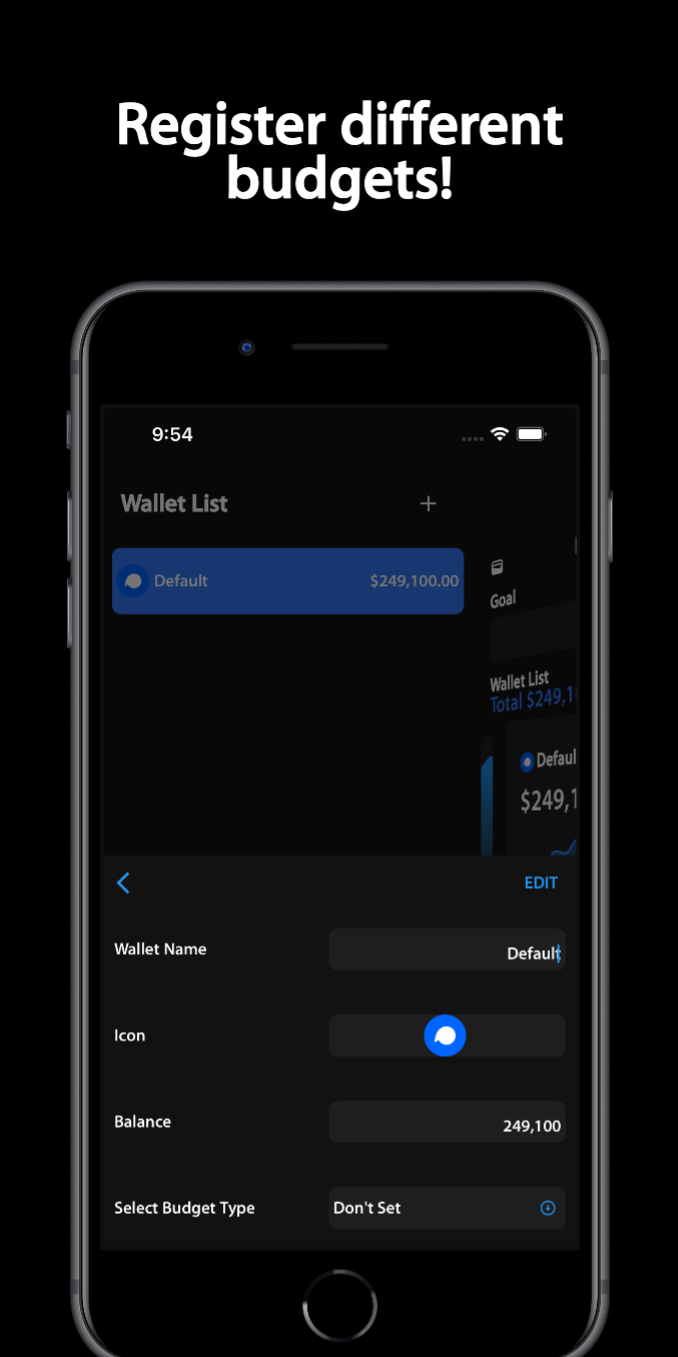 Register different
budgets!
9:54
Wallet List
Default
$249,100.00
Goal
Wallet List
Total $249,1
Defaul
$249,1
EDIT
Wallet Name
Default
Icon
Balance
249,100
Select Budget Type
Don't Set